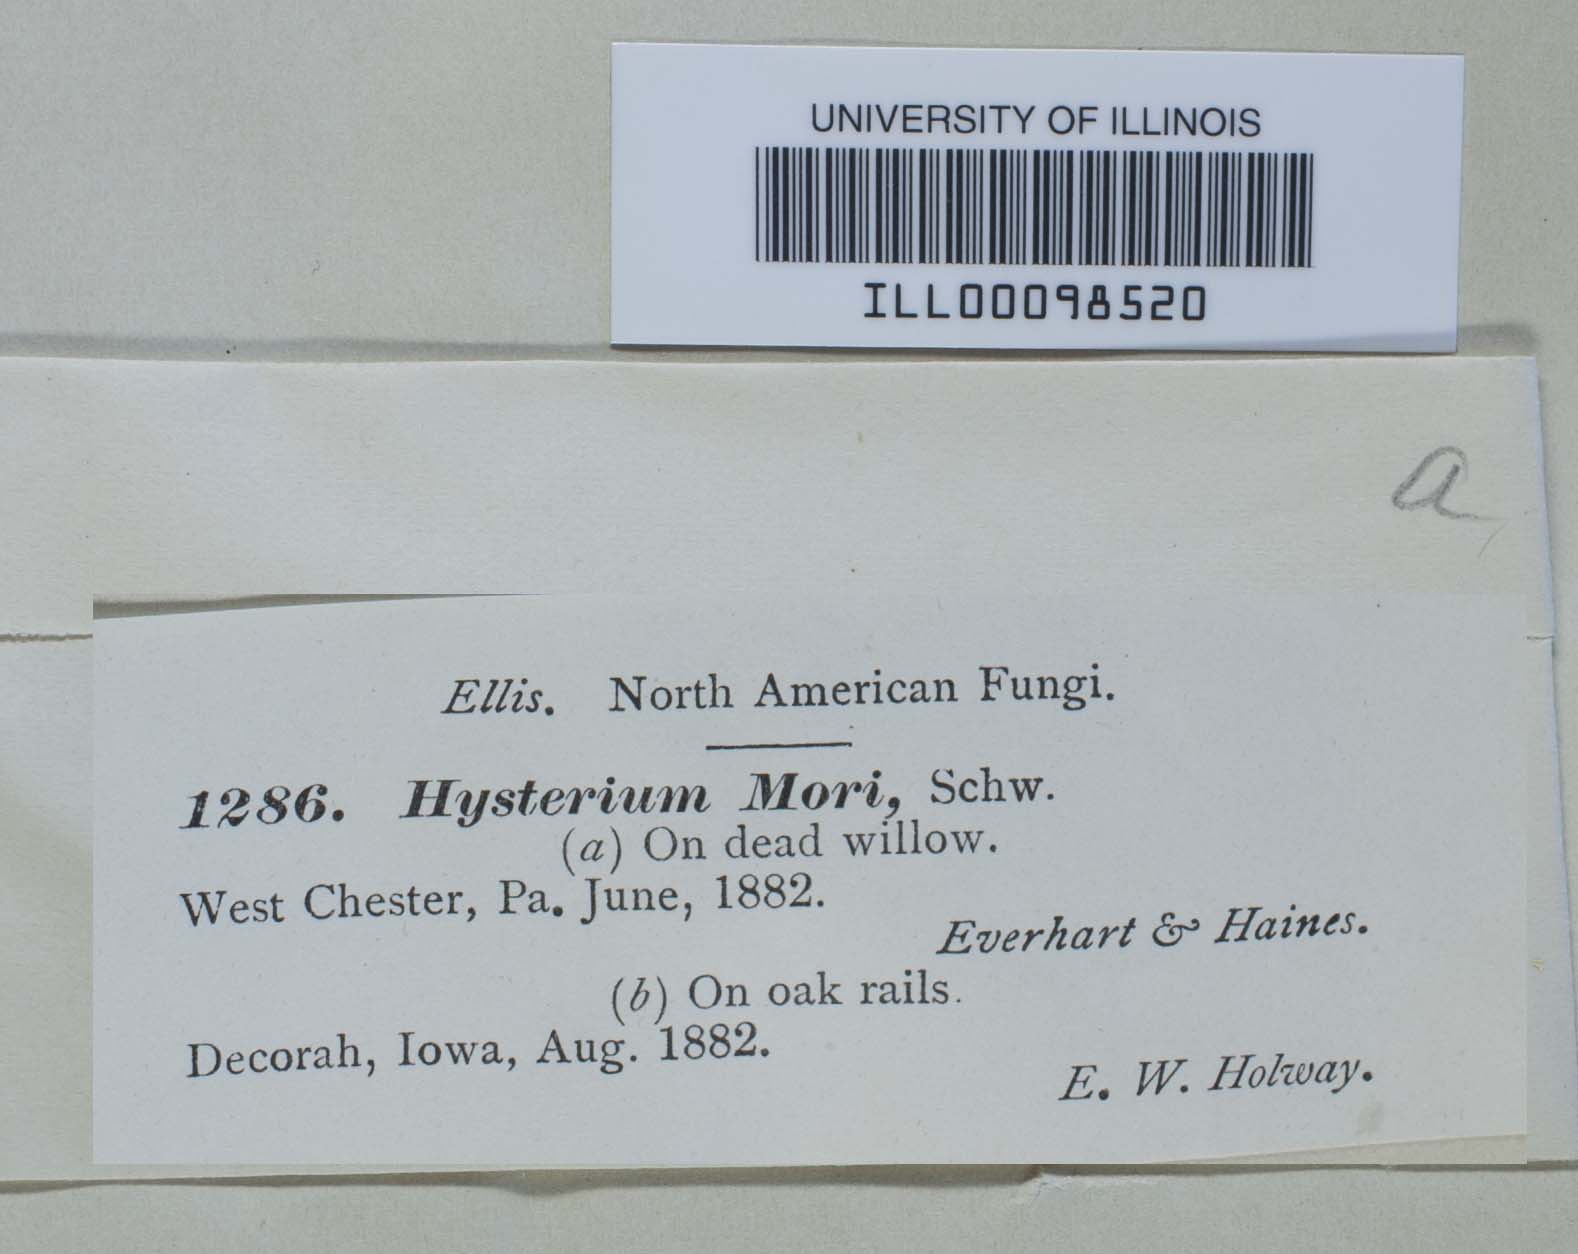 UNIVERSITY OF ILLINOIS
ILL00098520
a
Ellis. North American Fungi.
1286. Hysterium Mori, Schw.
(a) On dead willow.
West Chester, Pa. June, 1882.
Everhart & Haines.
(b) On oak rails.
Decorah, Iowa, Aug. 1882.
E. W. Holway.